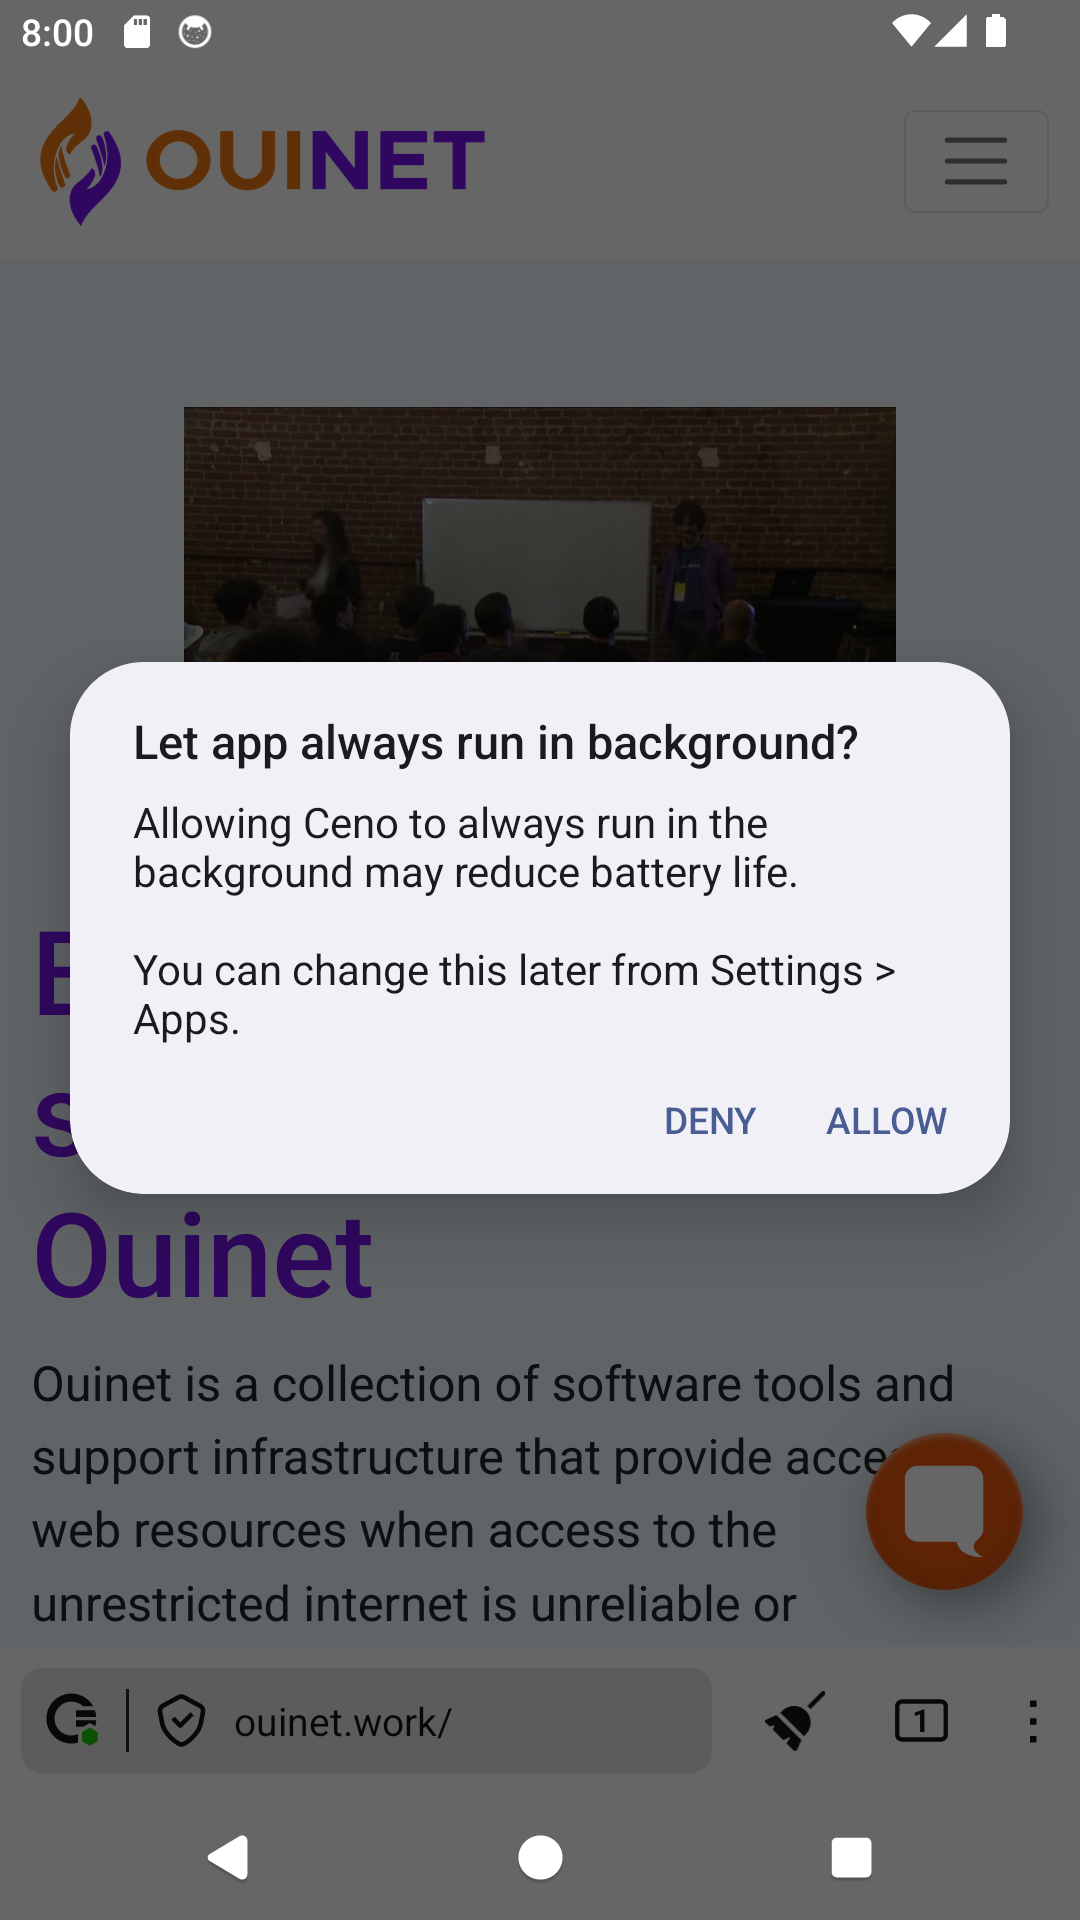 8:00
OUINET
Let app always run in background?
Allowing Ceno to always run in the
background may reduce battery life.
You can change this later from Settings >
Apps.
DENY ALLOW
Ouinet
Ouinet is a collection of software tools and
support infrastructure that provide
web resources when access to the
unrestricted internet is unreliable or
ouinet.work/
1